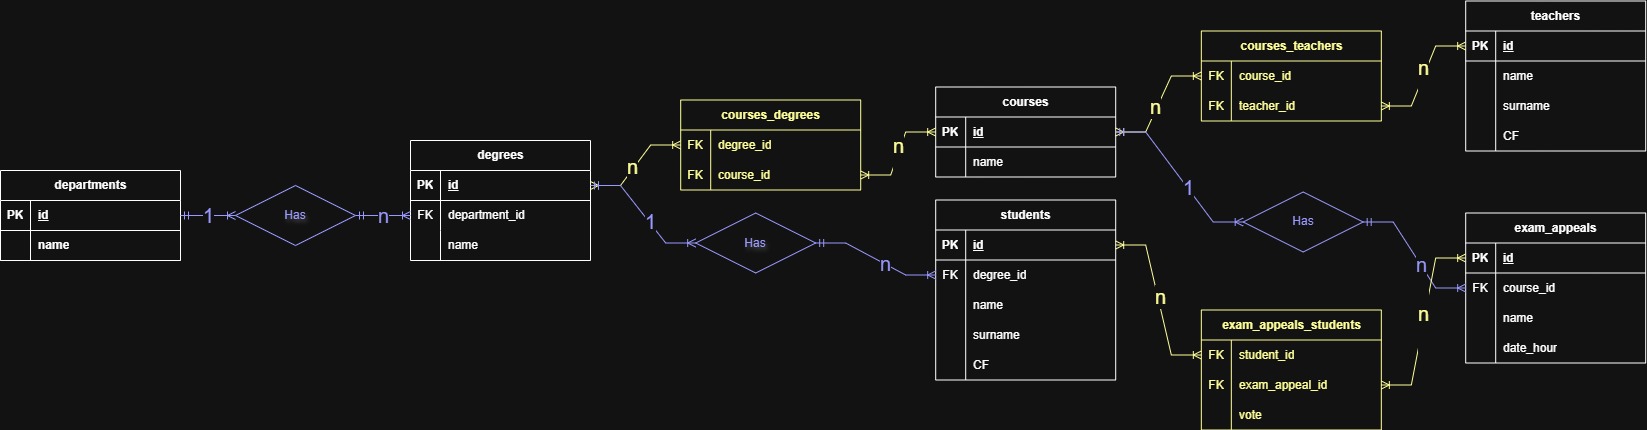 departments
PK id
name
1
Has
n
degrees
PK id
FK department_id
name
n
courses_degrees
FK degree_id
FK course_id
n
1
Has
n
courses
PK id
name
students
PK id
FK degree_id
name
surname
CF
n
courses_teachers
FK course_id
FK teacher_id
n
1
Has
n
n
exam_appeals_students
FK student_id
FK exam_appeal_id
vote
n
teachers
PK id
name
surname
CF
exam_appeals
PK id
FK course_id
name
date_hour